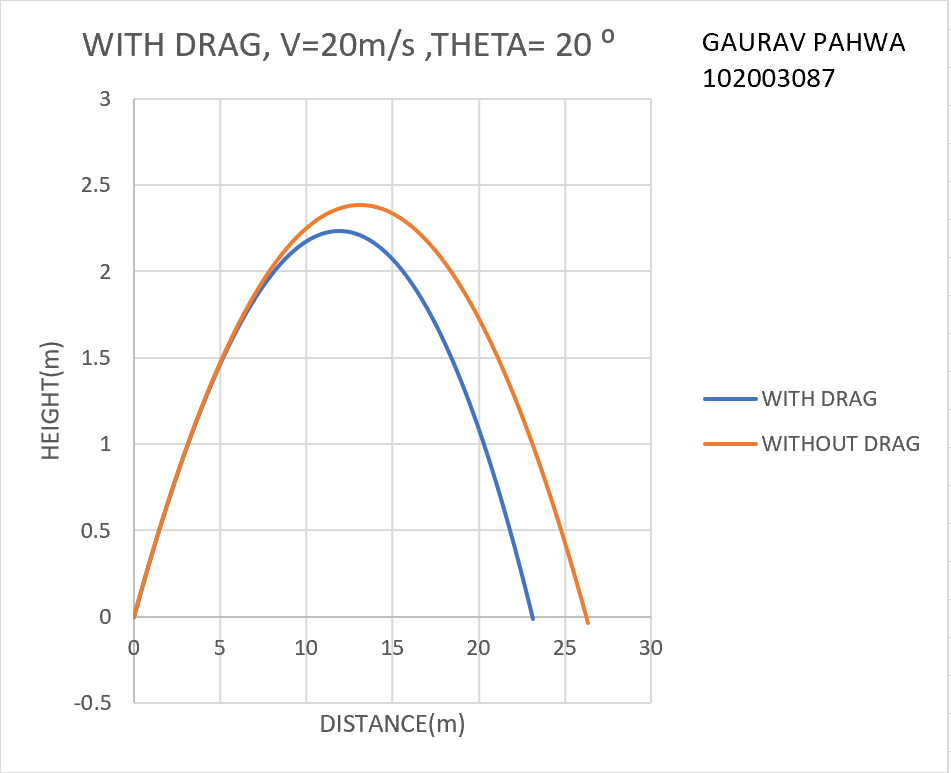 WITH DRAG, V=20m/s ,THETA= 20 ⁰
GAURAV PAHWA
102003087
3
2.5
2
1.5
1
0.5
0
-0.5
HEIGHT(m)
0 5 10 15 20 25 30
DISTANCE(m)
WITH DRAG
WITHOUT DRAG